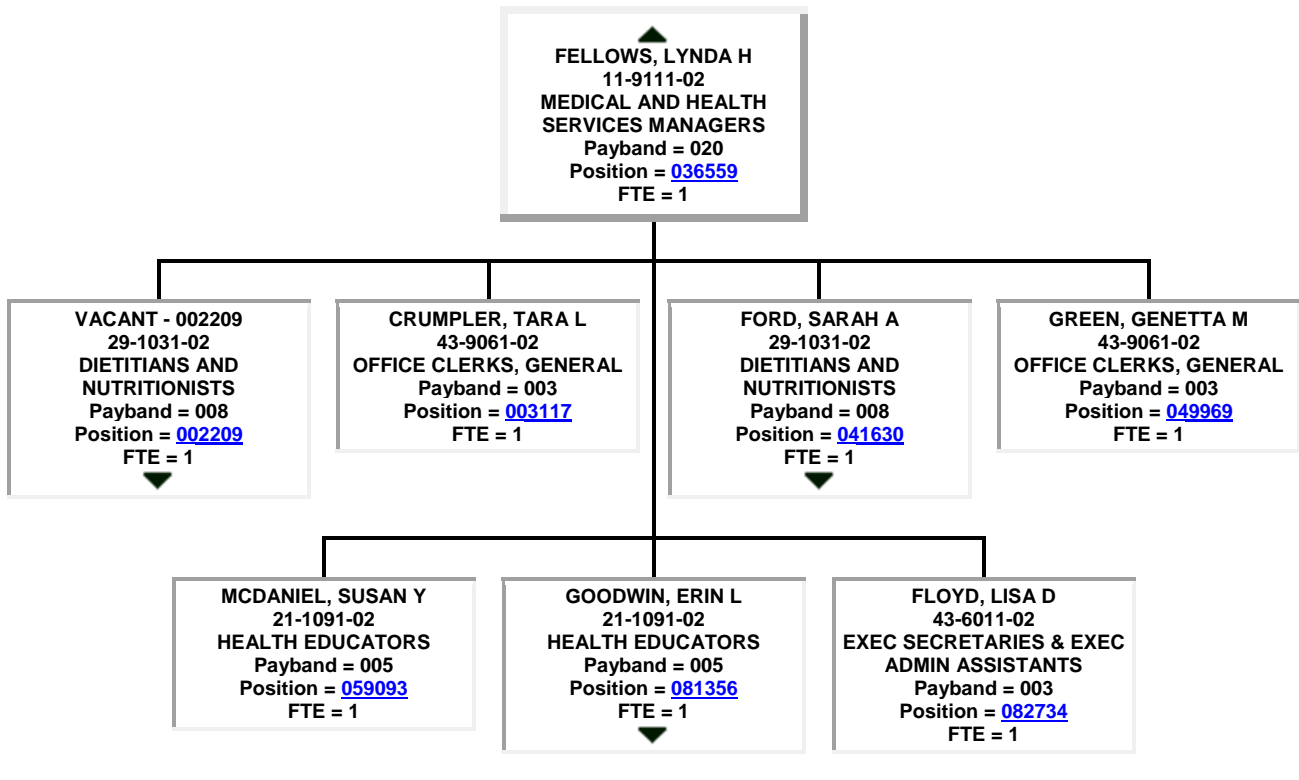 FELLOWS, LYNDA H
11-9111-02
MEDICAL AND HEALTH
SERVICES MANAGERS
Payband = 020
Position = 036559
FTE = 1
VACANT - 002209
29-1031-02
DIETITIANS AND
NUTRITIONISTS
Payband = 008
Position = 002209
FTE = 1
CRUMPLER, TARA L
43-9061-02
OFFICE CLERKS, GENERAL
Payband = 003
Position = 003117
FTE = 1
FORD, SARAH A
29-1031-02
DIETITIANS AND
NUTRITIONISTS
Payband = 008
Position = 041630
FTE = 1
GREEN, GENETTA M
43-9061-02
OFFICE CLERKS, GENERAL
Payband = 003
Position = 049969
FTE = 1
MCDANIEL, SUSAN Y
21-1091-02
HEALTH EDUCATORS
Payband = 005
Position = 059093
FTE = 1
GOODWIN, ERIN L
21-1091-02
HEALTH EDUCATORS
Payband = 005
Position = 081356
FTE = 1
FLOYD, LISA D
43-6011-02
EXEC SECRETARIES & EXEC
ADMIN ASSISTANTS
Payband = 003
Position = 082734
FTE = 1